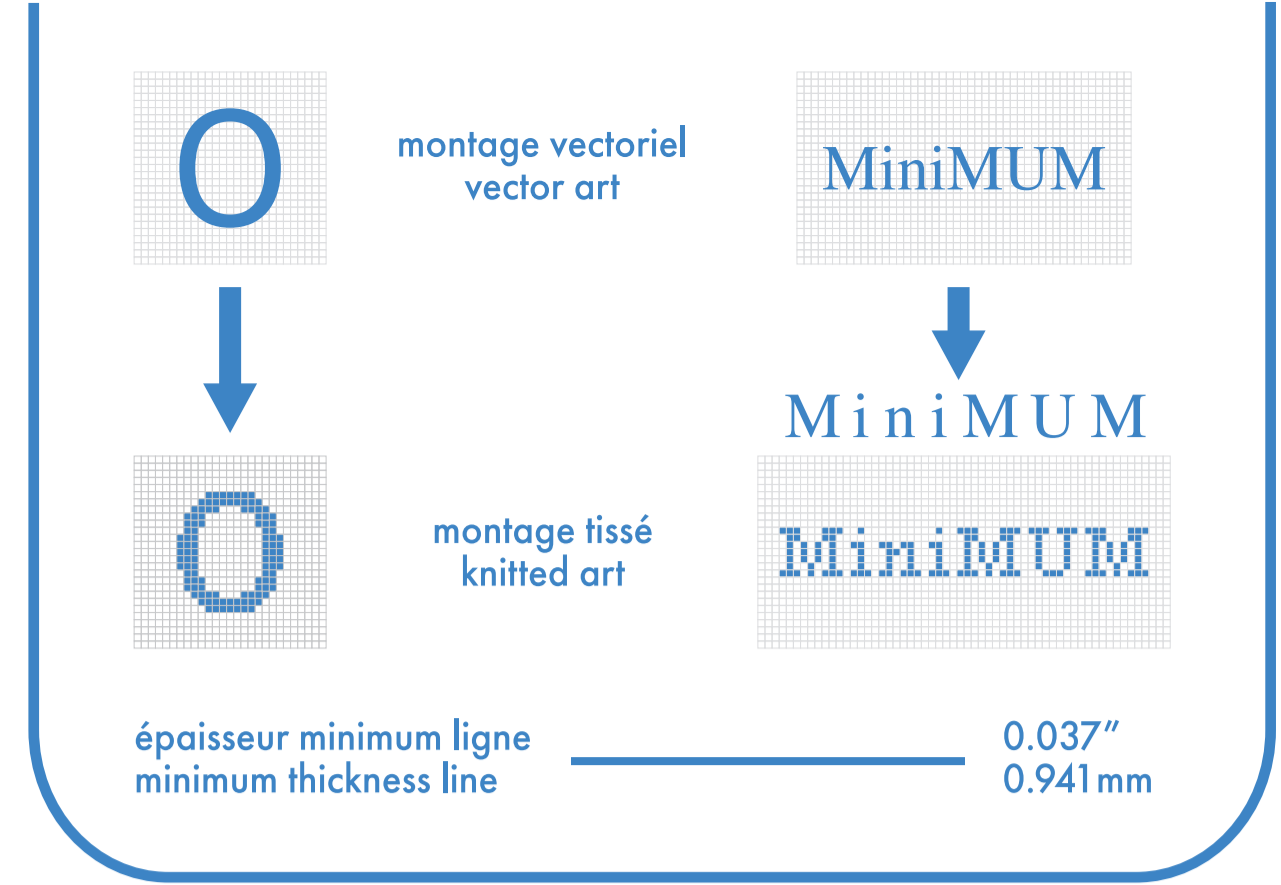 O
montage vectoriel
vector art
MiniMUM
MiniMUM
O
montage tissé
knitted art
MiniMUM
épaisseur minimum ligne
minimum thickness line
0.037"
0.941mm